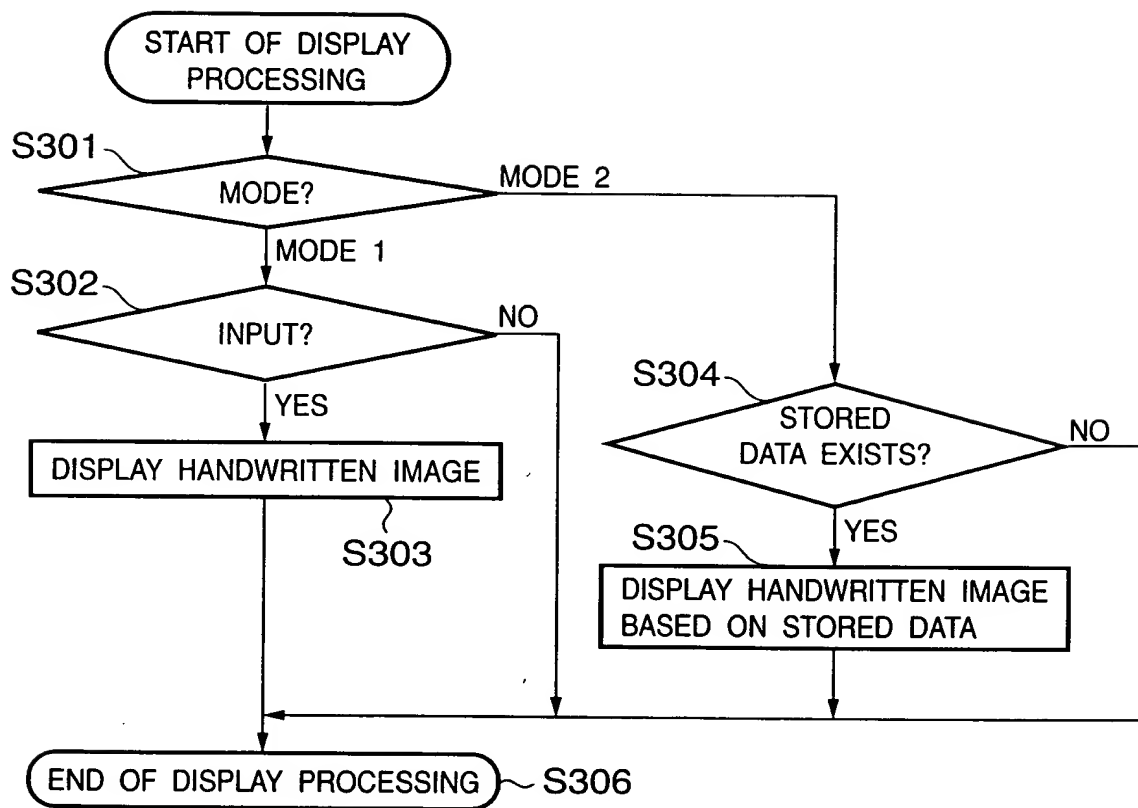 START OF DISPLAY
PROCESSING
S301
MODE?
MODE 2
MODE 1
S302
INPUT?
NO
YES
DISPLAY HANDWRITTEN IMAGE
S303
S304
STORED
DATA EXISTS?
NO
YES
S305
DISPLAY HANDWRITTEN IMAGE
BASED ON STORED DATA
END OF DISPLAY PROCESSING
S306